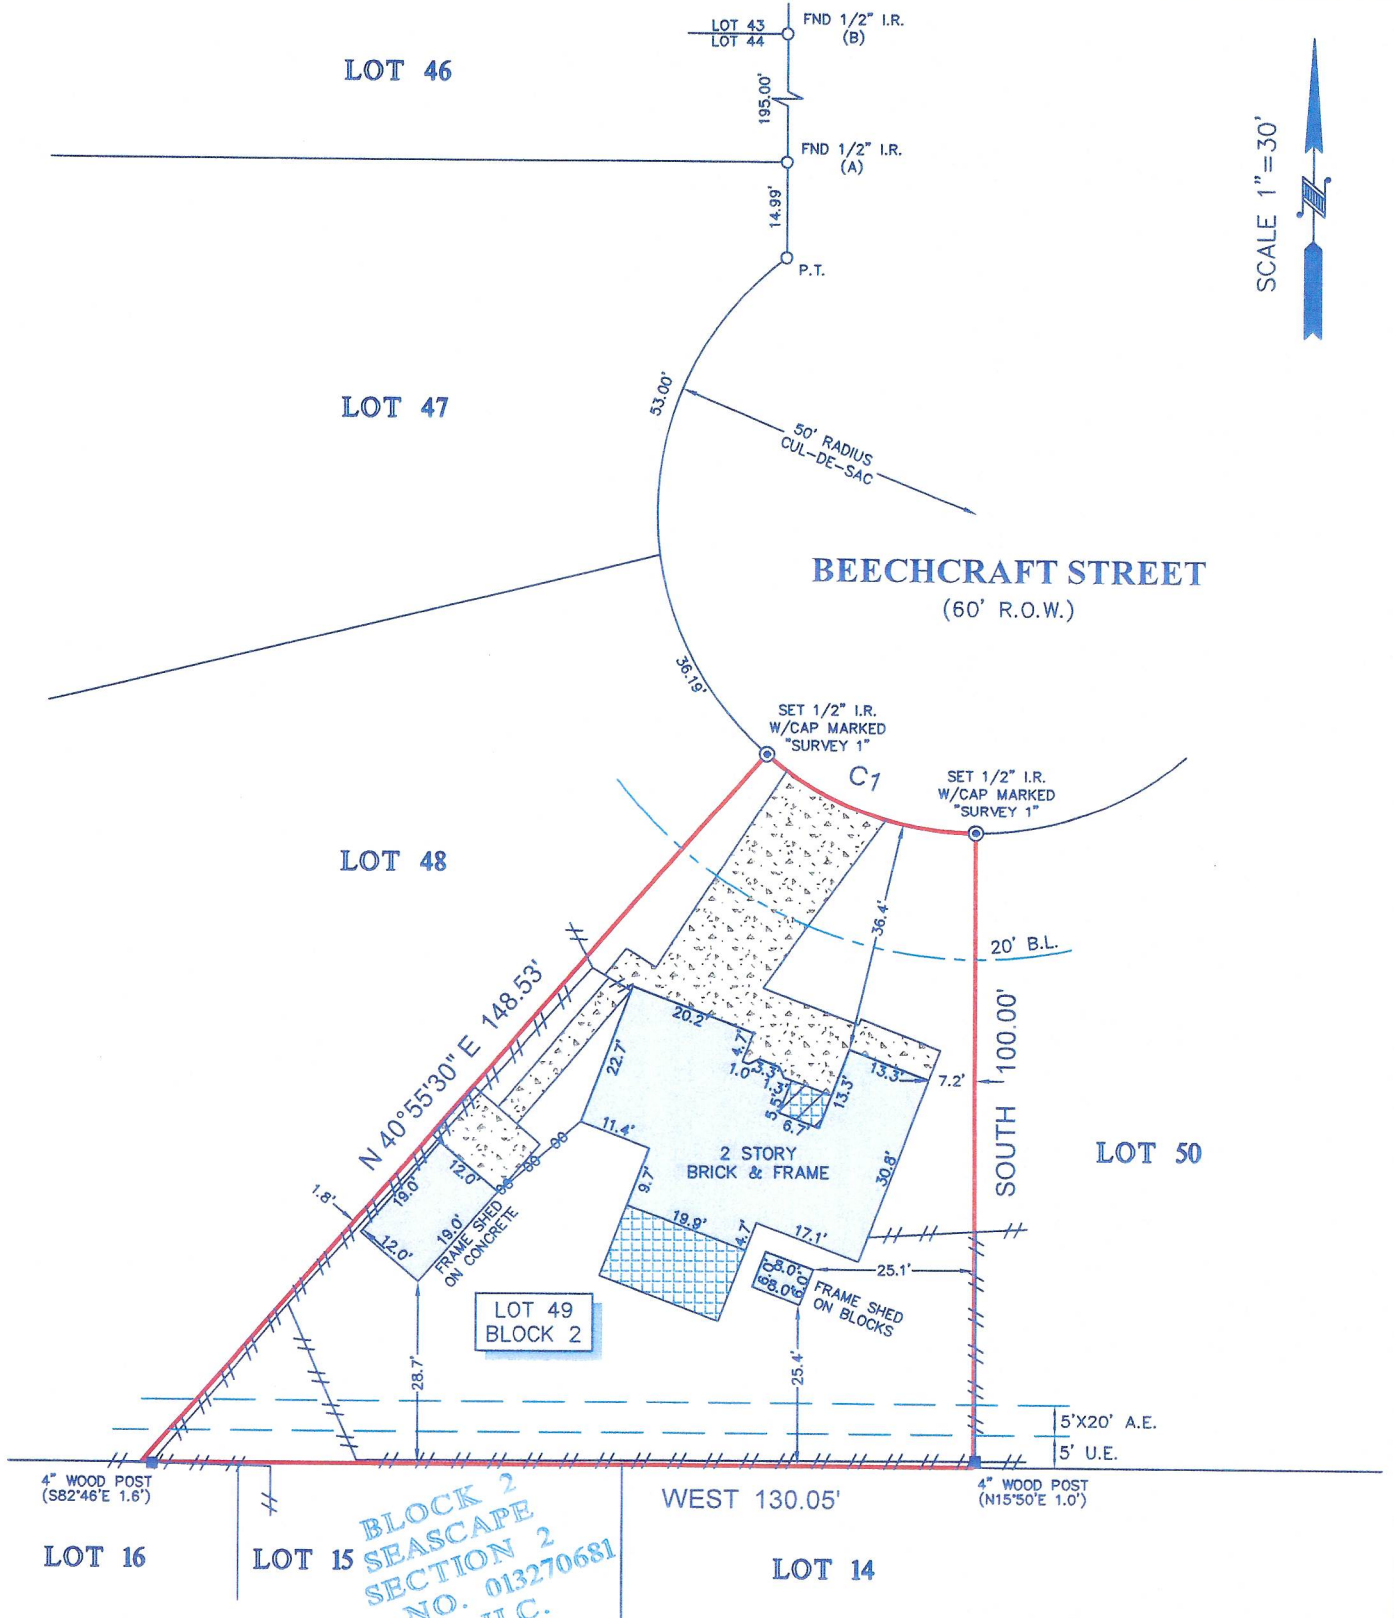 LOT 43
LOT 44
FND 1/2" I.R.
(B)
LOT 46
195.00'
FND 1/2" I.R.
(A)
14.99'
P.T.
SCALE 1"=30'
LOT 47
53.00'
50' RADIUS
CUL-DE-SAC
BEECHCRAFT STREET
(60' R.O.W.)
36.19'
SET 1/2" I.R.
W/CAP MARKED
"SURVEY 1"
C1
SET 1/2" I.R.
W/CAP MARKED
"SURVEY 1"
LOT 48
36.4'
20' B.L.
N 40°55'30" E 148.53'
SOUTH 100.00'
20.2'
4.7'
1.0'
3.3'
1.3'
5.5'
6.7'
13.3'
13.3'
7.2'
22.7'
11.4'
9.7'
2 STORY
BRICK & FRAME
30.8'
LOT 50
12.0'
19.0'
1.8'
19.0'
12.0'
FRAME SHED
ON CONCRETE
19.9'
4.7'
17.1'
6.0'
8.0'
8.0'
6.0'
25.1'
FRAME SHED
ON BLOCKS
LOT 49
BLOCK 2
28.7'
25.4'
5'X20' A.E.
5' U.E.
4" WOOD POST
(S82°46'E 1.6')
4" WOOD POST
(N15°50'E 1.0')
WEST 130.05'
LOT 16
LOT 15
LOT 14
BLOCK 2
SEASCAPE
SECTION 2
NO. 013270681